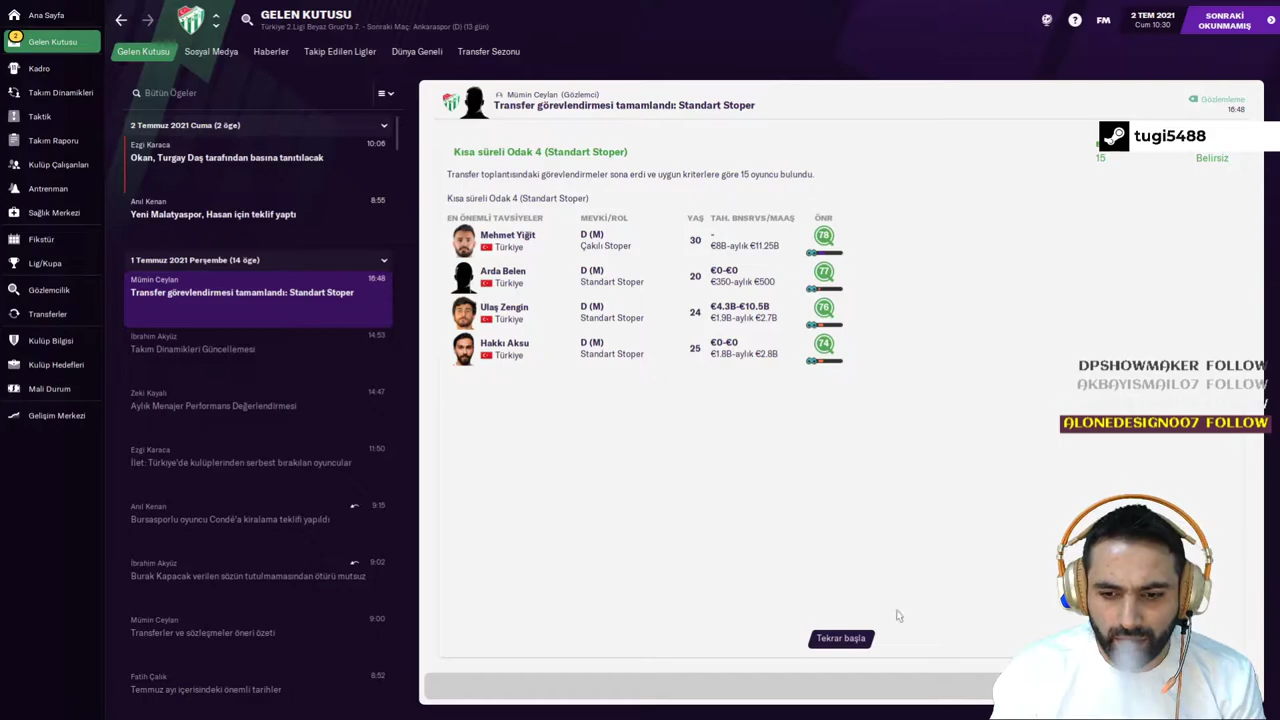 Ana Sayfa
2
Gelen Kutusu
Kadro
Takım Dinamikleri
Taktik
Takım Raporu
Kulüp Çalışanları
Antrenman
Sağlık Merkezi
Fikstür
Lig/Kupa
Gözlemcilik
Transferler
Kulüp Bilgisi
Kulüp Hedefleri
Mali Durum
Gelişim Merkezi
GELEN KUTUSU
Türkiye 2.Ligi Beyaz Grup'ta 7. - Sonraki Maç: Ankaraspor (D) (13 gün)
?
FM
2 TEM 2021
Cum 10:30
SONRAKİ
OKUNMAMIŞ
Gelen Kutusu
Sosyal Medya
Haberler
Takip Edilen Ligler
Dünya Geneli
Transfer Sezonu
Bütün Ögeler
2 Temmuz 2021 Cuma (2 öge)
Ezgi Karaca 10:06
Okan, Turgay Daş tarafından basına tanıtılacak
Anıl Kenan 8:55
Yeni Malatyaspor, Hasan için teklif yaptı
1 Temmuz 2021 Perşembe (14 öge)
Mümin Ceylan 16:48
Transfer görevlendirmesi tamamlandı: Standart Stoper
İbrahim Akyüz 14:53
Takım Dinamikleri Güncellemesi
Zeki Kayalı 14:47
Aylık Menajer Performans Değerlendirmesi
Ezgi Karaca 11:50
İlet: Türkiye'de kulüplerinden serbest bırakılan oyuncular
Anıl Kenan 9:15
Bursasporlu oyuncu Condé'a kiralama teklifi yapıldı
İbrahim Akyüz 9:02
Burak Kapacak verilen sözün tutulmamasından ötürü mutsuz
Mümin Ceylan 9:00
Transferler ve sözleşmeler öneri özeti
Fatih Çalık 8:52
Temmuz ayı içerisindeki önemli tarihler
Mümin Ceylan (Gözlemci)
Transfer görevlendirmesi tamamlandı: Standart Stoper
Gözlemleme
16:48
tugi5488
Kısa süreli Odak 4 (Standart Stoper)
15 Belirsiz
Transfer toplantısındaki görevlendirmeler sona erdi ve uygun kriterlere göre 15 oyuncu bulundu.
Kısa süreli Odak 4 (Standart Stoper)
EN ÖNEMLİ TAVSİYELER MEVKİ/ROL YAŞ TAH. BNSRVS/MAAŞ ÖNR
Mehmet Yiğit D (M) 30 - 78
Türkiye Çakılı Stoper €8B-aylık €11.25B
Arda Belen D (M) 20 €0-€0 77
Türkiye Standart Stoper €350-aylık €500
Ulaş Zengin D (M) 24 €4.3B-€10.5B 76
Türkiye Standart Stoper €1.9B-aylık €2.7B
Hakkı Aksu D (M) 25 €0-€0 74
Türkiye Standart Stoper €1.8B-aylık €2.8B
DPSHOWMAKER FOLLOW
AKBAYISMAIL07 FOLLOW
ALONEDESIGN007 FOLLOW
Tekrar başla